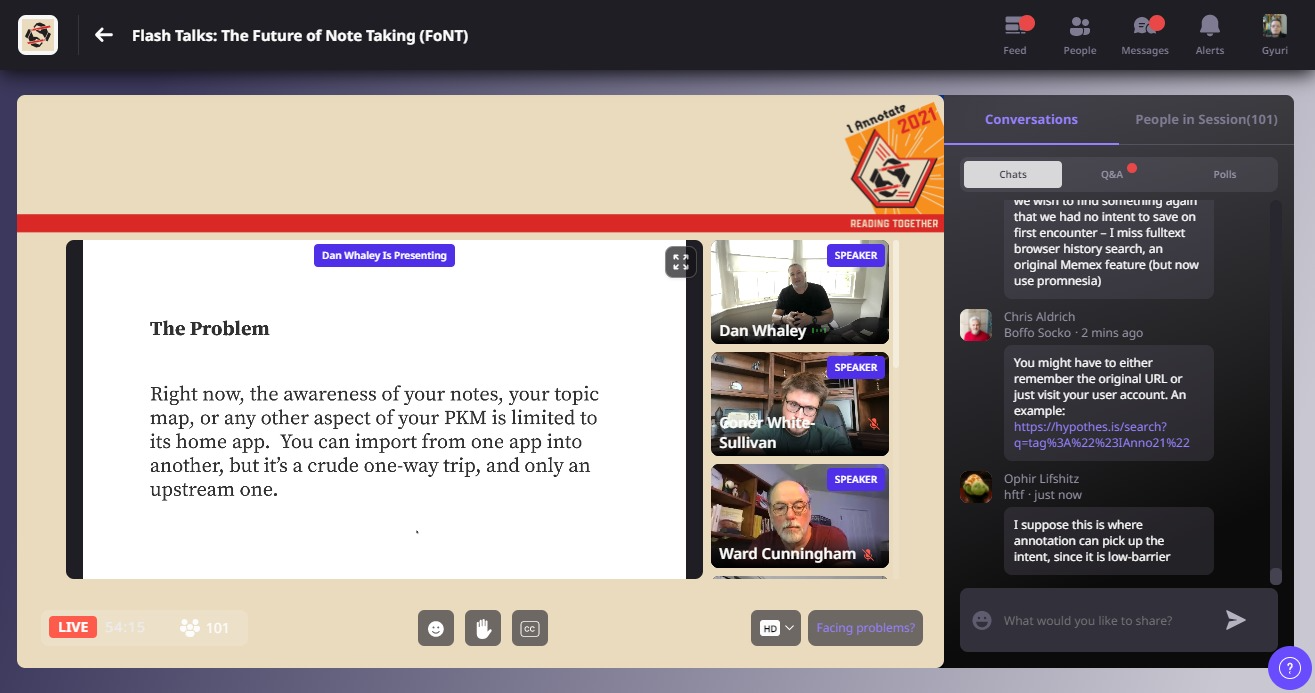 Flash Talks: The Future of Note Taking (FoNT)
Feed
People
Messages
Alerts
Gyuri
I Annotate
2021
READING TOGETHER
Dan Whaley Is Presenting
The Problem
Right now, the awareness of your notes, your topic
map, or any other aspect of your PKM is limited to
its home app.  You can import from one app into
another, but it's a crude one-way trip, and only an
upstream one.
SPEAKER
Dan Whaley
SPEAKER
Conor White-
Sullivan
SPEAKER
Ward Cunningham
LIVE
54:15
101
CC
HD
Facing problems?
Conversations
People in Session(101)
Chats
Q&A
Polls
we wish to find something again
that we had no intent to save on
first encounter – I miss fulltext
browser history search, an
original Memex feature (but now
use promnesia)
Chris Aldrich
Boffo Socko · 2 mins ago
You might have to either
remember the original URL or
just visit your user account. An
example:
https://hypothes.is/search?
q=tag%3A%22%23IAnno21%22
Ophir Lifshitz
hftf · just now
I suppose this is where
annotation can pick up the
intent, since it is low-barrier
What would you like to share?
?